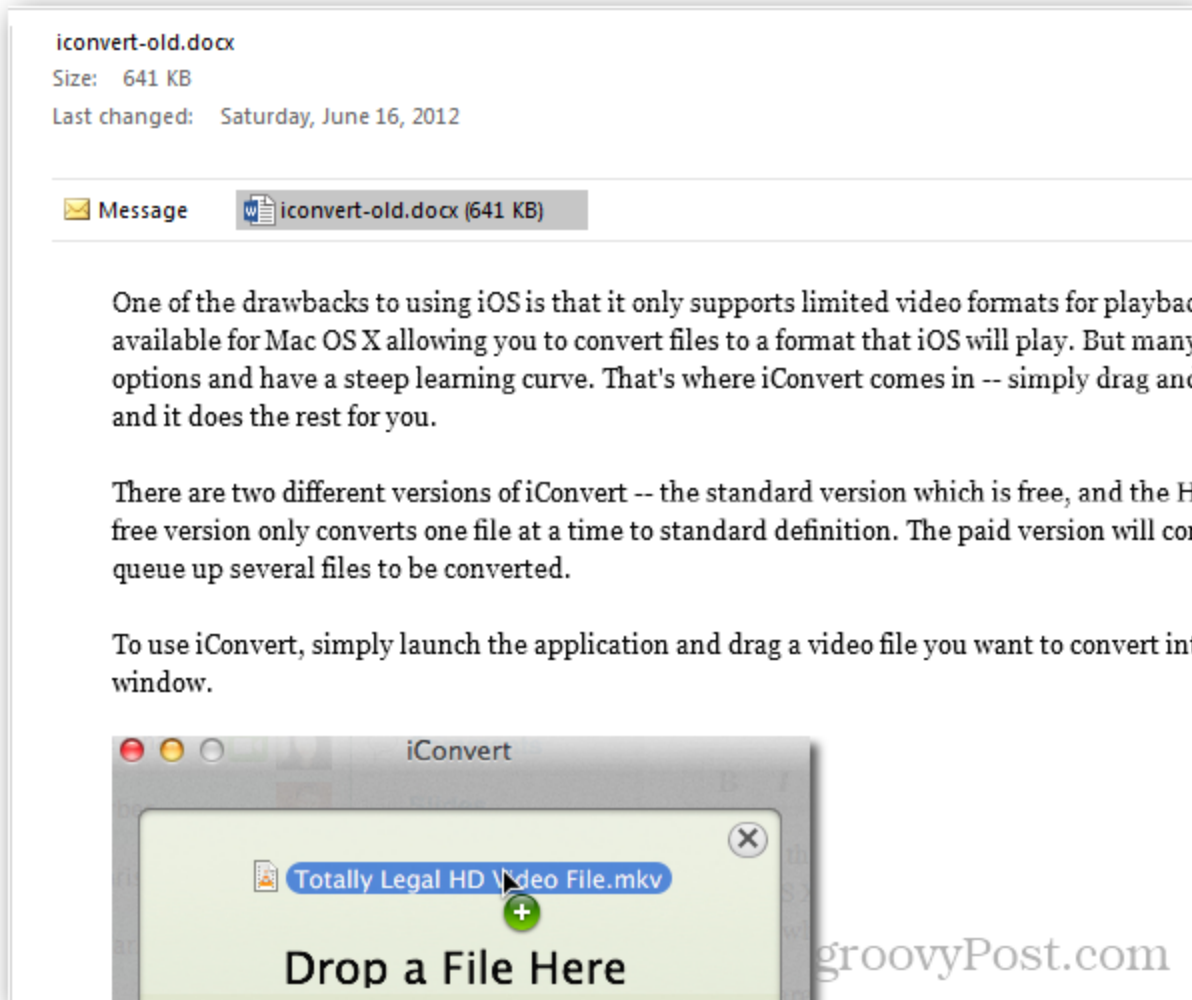 iconvert-old.docx
Size: 641 KB
Last changed: Saturday, June 16, 2012
Message iconvert-old.docx (641 KB)
One of the drawbacks to using iOS is that it only supports limited video formats for
available for Mac OS X allowing you to convert files to a format that iOS will play. But many
options and have a steep learning curve. That's where iConvert comes in -- simply drag
and it does the rest for you.
There are two different versions of iConvert -- the standard version which is free, and the
free version only converts one file at a time to standard definition. The paid version will
queue up several files to be converted.
To use iConvert, simply launch the application and drag a video file you want to convert
window.
iConvert
Totally Legal HD Video File.mkv
Drop a File Here
groovyPost.com